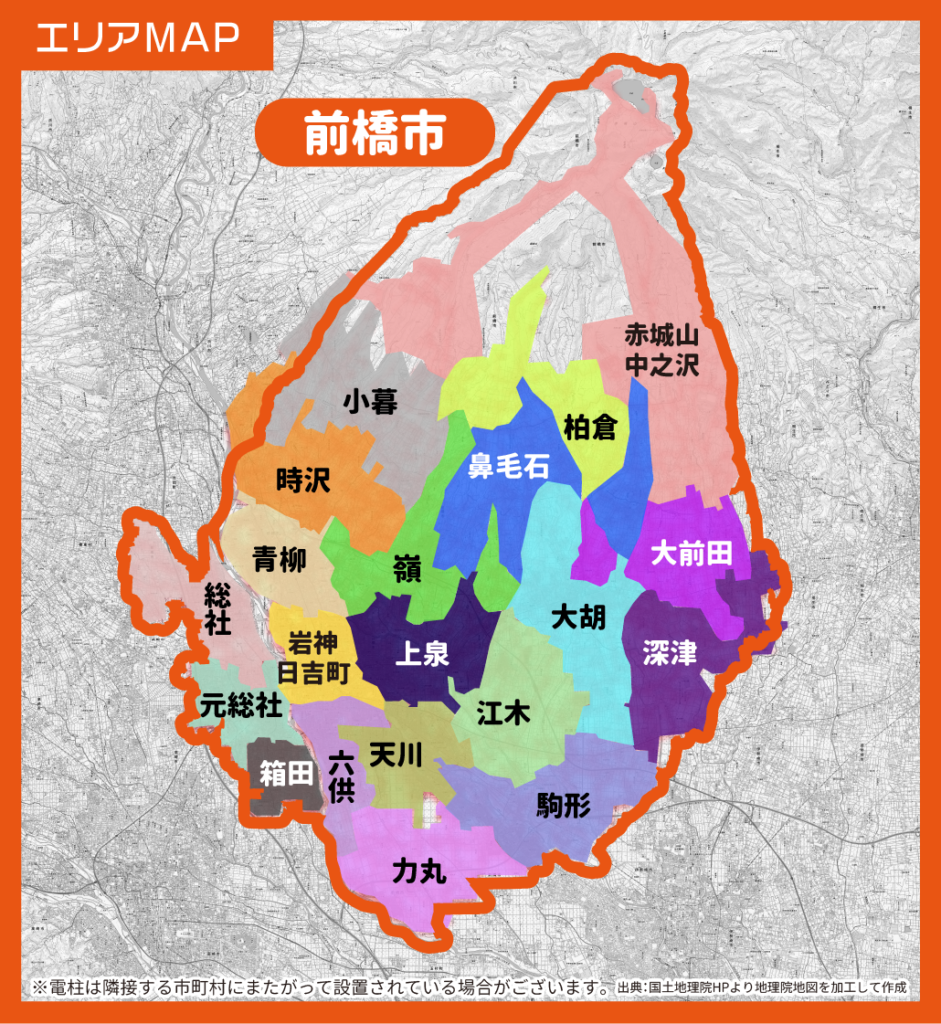 エリアMAP
前橋市
赤城山
中之沢
小暮
柏倉
鼻毛石
時沢
大前田
青柳
嶺
総社
大胡
岩神
日吉町
上泉
深津
元総社
江木
天川
六供
箱田
駒形
力丸
※電柱は隣接する市町村にまたがって設置されている場合がございます。
出典:国土地理院HPより地理院地図を加工して作成